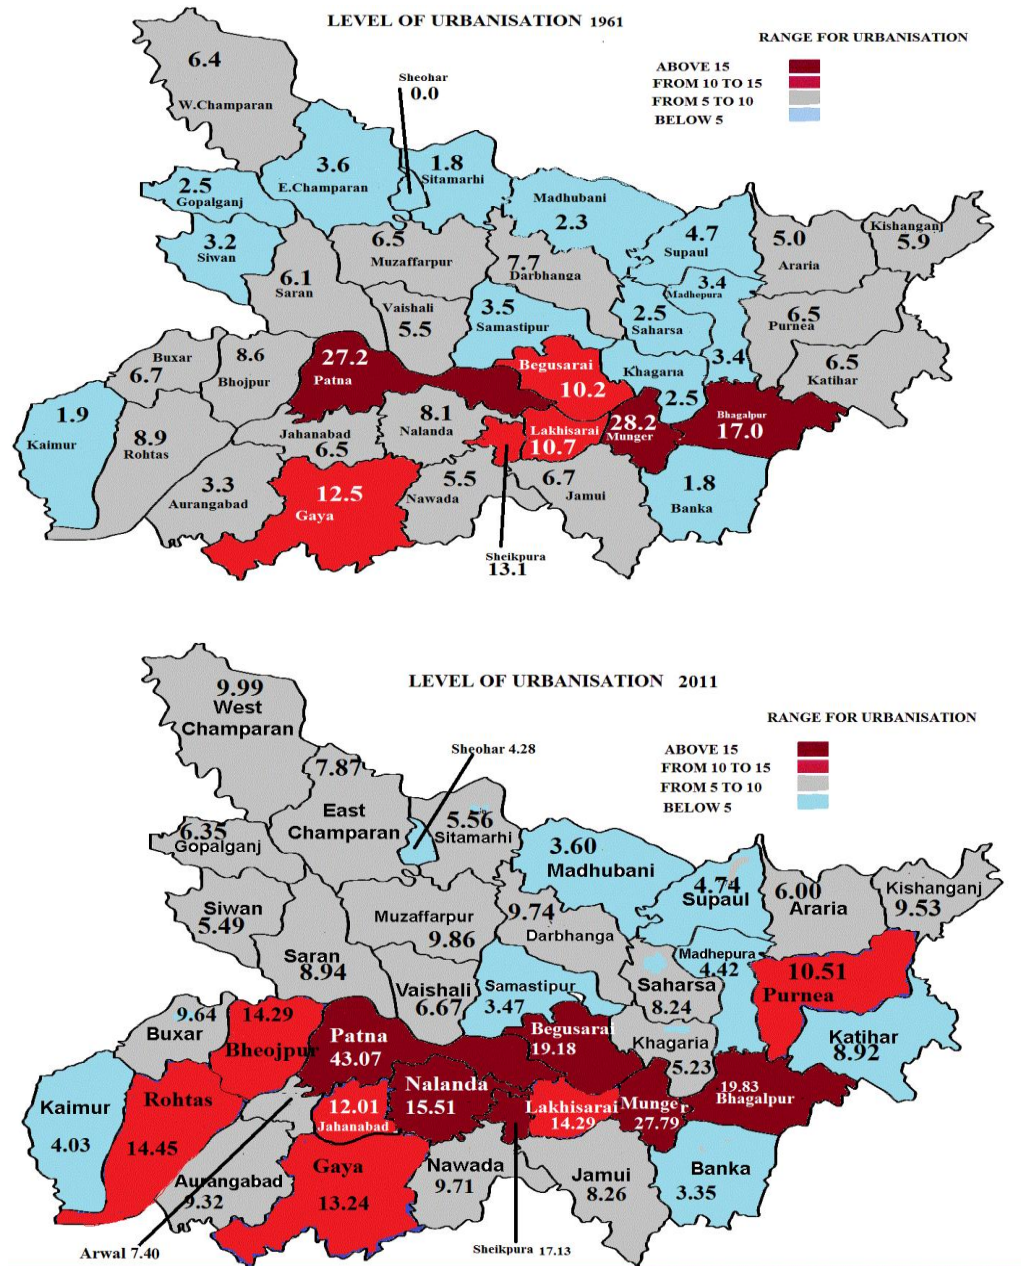 LEVEL OF URBANISATION 1961
RANGE FOR URBANISATION
ABOVE 15
FROM 10 TO 15
FROM 5 TO 10
BELOW 5
6.4
W.Champaran
Sheohar
0.0
3.6
E.Champaran
1.8
Sitamarhi
2.5
Gopalganj
Madhubani
2.3
3.2
Siwan
6.5
Muzaffarpur
7.7
Darbhanga
4.7
Supaul
5.0
Araria
Kishanganj
5.9
6.1
Saran
Vaishali
5.5
3.5
Samastipur
3.4
Madhepura
2.5
Saharsa
6.5
Purnea
Buxar
6.7
8.6
Bhojpur
27.2
Patna
Begusarai
10.2
Khagaria
2.5
3.4
6.5
Katihar
1.9
Kaimur
8.9
Rohtas
Jahanabad
6.5
8.1
Nalanda
Lakhisarai
10.7
28.2
Munger
Bhagalpur
17.0
3.3
Aurangabad
12.5
Gaya
5.5
Nawada
6.7
Jamui
1.8
Banka
Sheikpura
13.1
LEVEL OF URBANISATION 2011
RANGE FOR URBANISATION
ABOVE 15
FROM 10 TO 15
FROM 5 TO 10
BELOW 5
9.99
West
Champaran
Sheohar 4.28
7.87
East
Champaran
5.56
Sitamarhi
6.35
Gopalganj
3.60
Madhubani
4.74
Supaul
6.00
Araria
Kishanganj
9.53
Siwan
5.49
Muzaffarpur
9.86
9.74
Darbhanga
Saran
8.94
Vaishali
6.67
Samastipur
3.47
Madhepura
4.42
Saharsa
8.24
10.51
Purnea
9.64
Buxar
14.29
Bheojpur
Patna
43.07
Begusarai
19.18
Khagaria
5.23
Katihar
8.92
Kaimur
4.03
Rohtas
14.45
12.01
Jahanabad
Nalanda
15.51
Lakhisarai
14.29
Munger
27.79
19.83
Bhagalpur
Aurangabad
9.32
Gaya
13.24
Nawada
9.71
Jamui
8.26
Banka
3.35
Arwal 7.40
Sheikpura 17.13